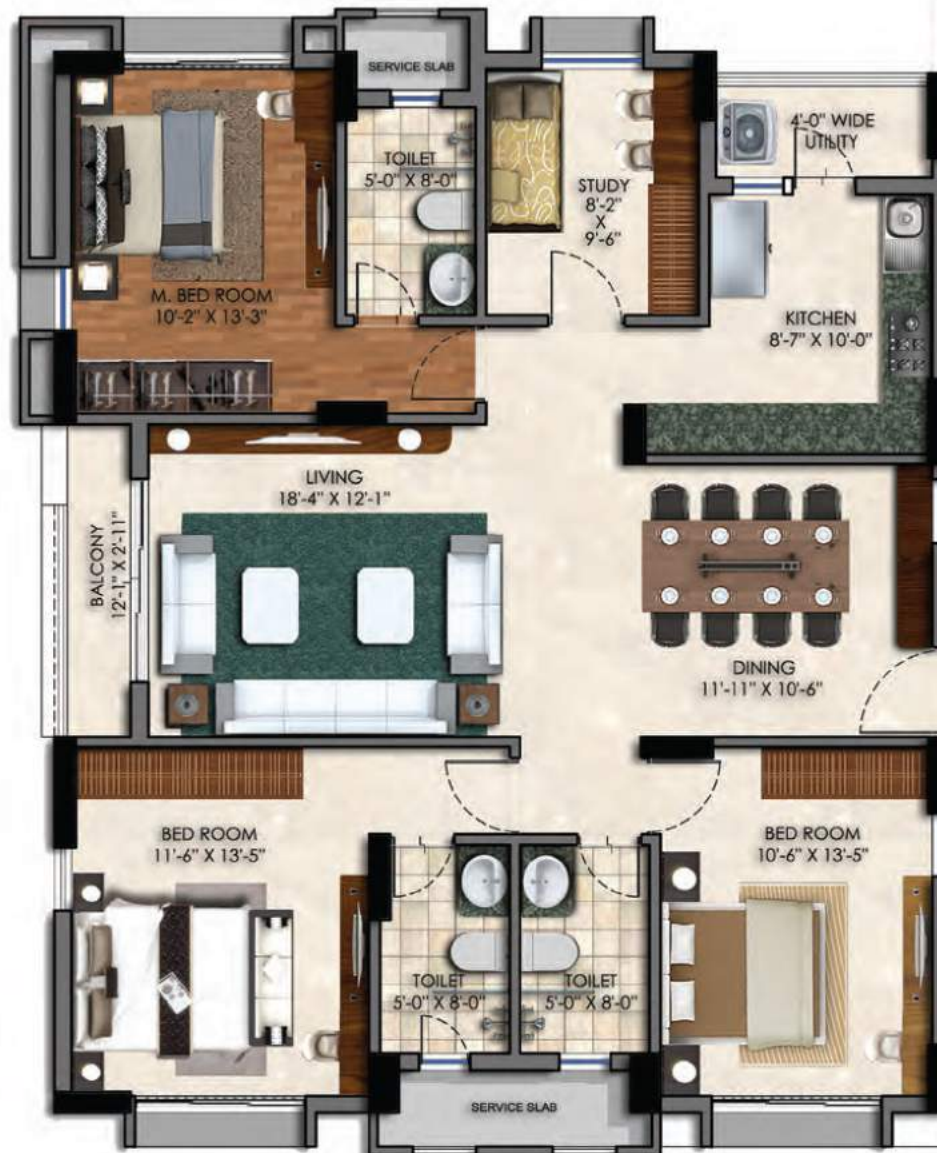 SERVICE SLAB
4'-0" WIDE
UTILITY
TOILET
5'-0" X 8'-0"
STUDY
8'-2"
X
9'-6"
M. BED ROOM
10'-2" X 13'-3"
KITCHEN
8'-7" X 10'-0"
LIVING
18'-4" X 12'-1"
BALCONY
12'-1" X 2'-11"
DINING
11'-11" X 10'-6"
BED ROOM
11'-6" X 13'-5"
BED ROOM
10'-6" X 13'-5"
TOILET
5'-0" X 8'-0"
TOILET
5'-0" X 8'-0"
SERVICE SLAB